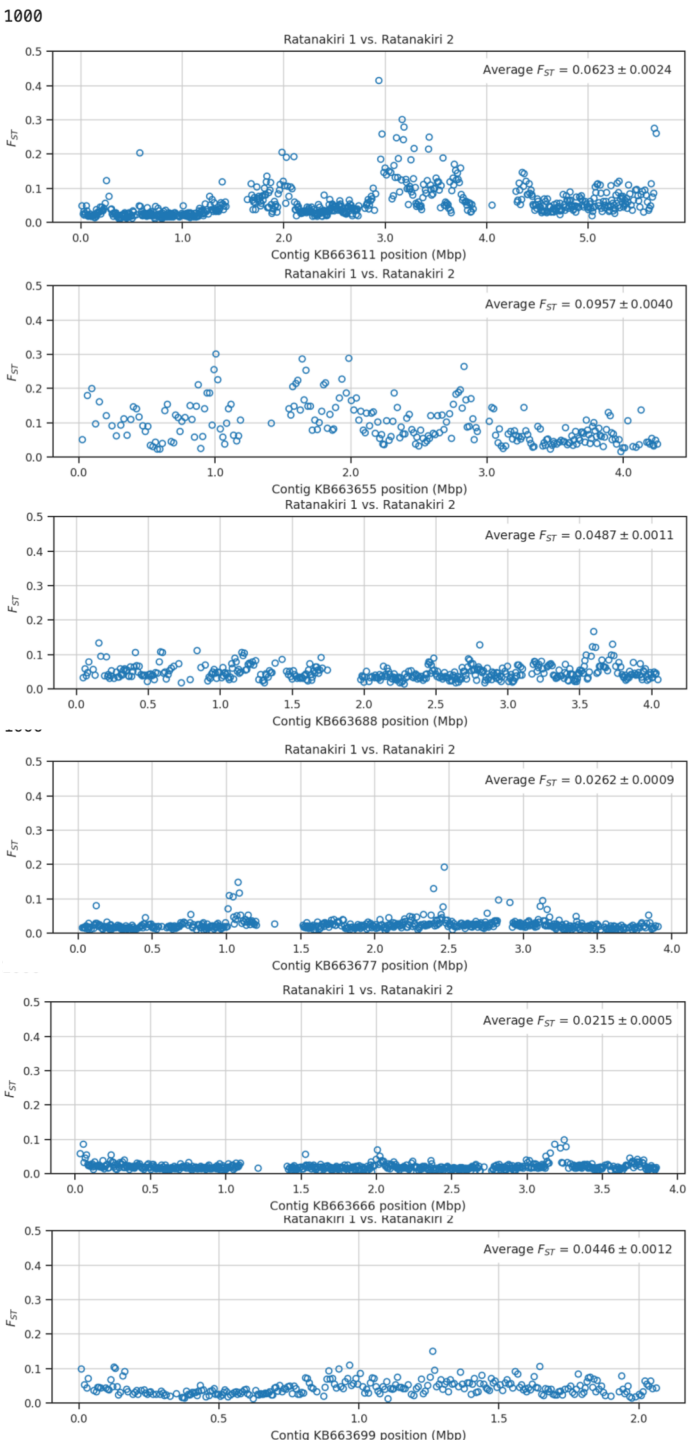 1000
Ratanakiri 1 vs. Ratanakiri 2
Average FST = 0.0623 ± 0.0024
0.5
0.4
0.3
0.2
0.1
0.0
FST
0.0 1.0 2.0 3.0 4.0 5.0
Contig KB663611 position (Mbp)
Ratanakiri 1 vs. Ratanakiri 2
Average FST = 0.0957 ± 0.0040
0.5
0.4
0.3
0.2
0.1
0.0
FST
0.0 1.0 2.0 3.0 4.0
Contig KB663655 position (Mbp)
Ratanakiri 1 vs. Ratanakiri 2
Average FST = 0.0487 ± 0.0011
0.5
0.4
0.3
0.2
0.1
0.0
FST
0.0 0.5 1.0 1.5 2.0 2.5 3.0 3.5 4.0
Contig KB663688 position (Mbp)
Ratanakiri 1 vs. Ratanakiri 2
Average FST = 0.0262 ± 0.0009
0.5
0.4
0.3
0.2
0.1
0.0
FST
0.0 0.5 1.0 1.5 2.0 2.5 3.0 3.5 4.0
Contig KB663677 position (Mbp)
Ratanakiri 1 vs. Ratanakiri 2
Average FST = 0.0215 ± 0.0005
0.5
0.4
0.3
0.2
0.1
0.0
FST
0.0 0.5 1.0 1.5 2.0 2.5 3.0 3.5 4.0
Contig KB663666 position (Mbp)
Ratanakiri 1 vs. Ratanakiri 2
Average FST = 0.0446 ± 0.0012
0.5
0.4
0.3
0.2
0.1
0.0
FST
0.0 0.5 1.0 1.5 2.0
Contig KB663699 position (Mbp)